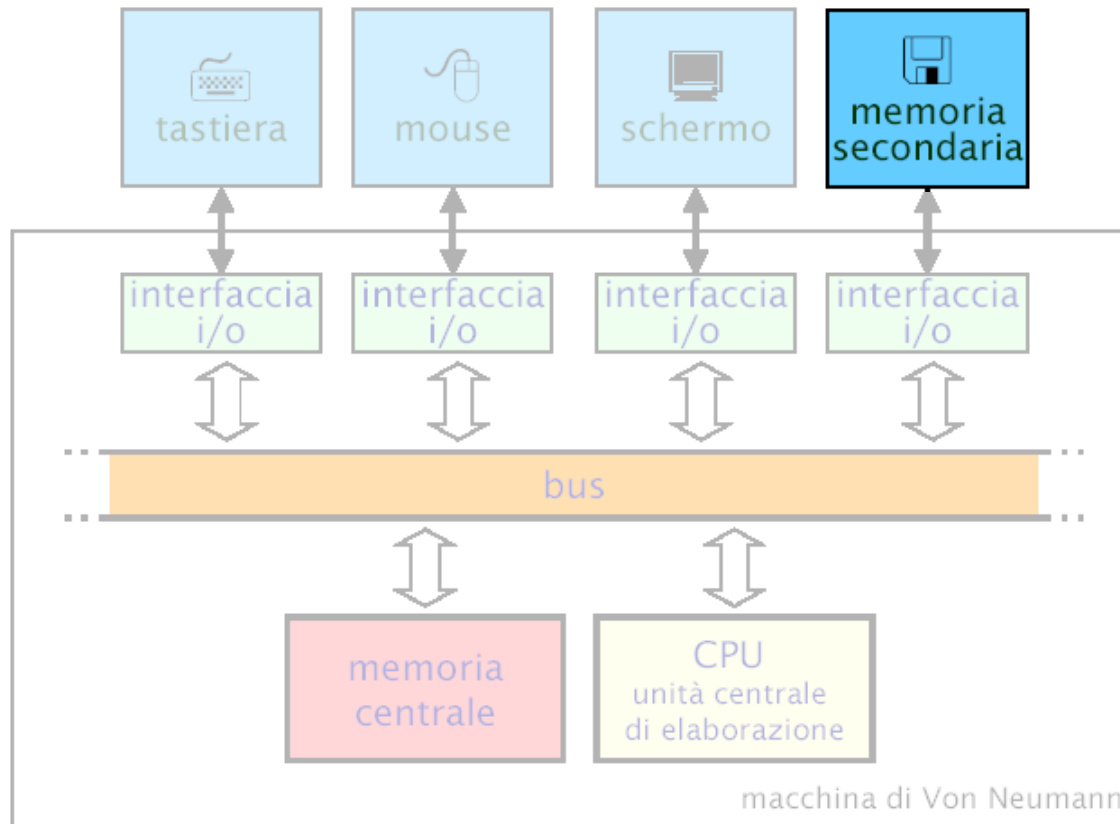 tastiera
mouse
schermo
memoria
secondaria
interfaccia
i/o
interfaccia
i/o
interfaccia
i/o
interfaccia
i/o
bus
memoria
centrale
CPU
unità centrale
di elaborazione
macchina di Von Neumann